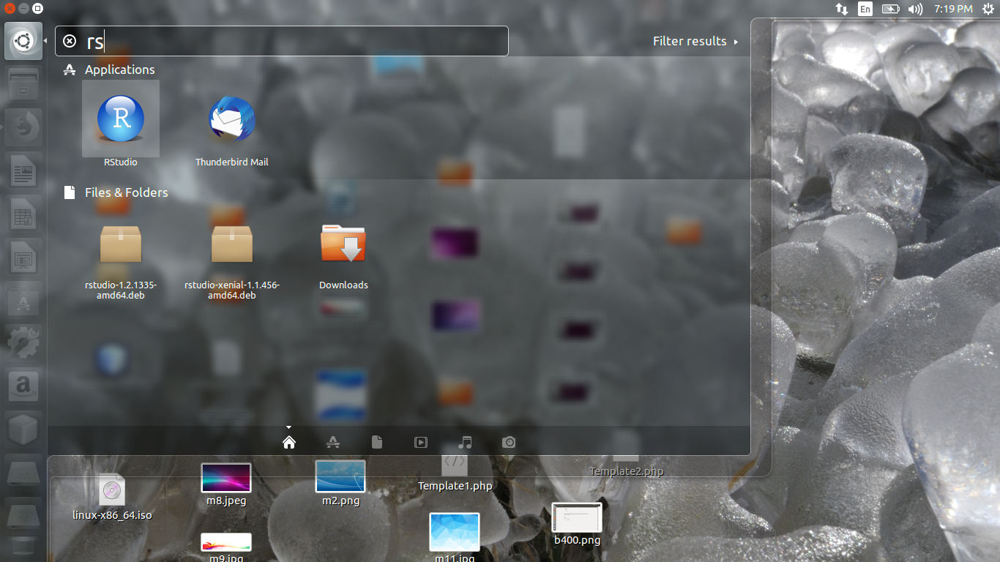 En
7:19 PM
rs
Filter results
Applications
R
RStudio
Thunderbird Mail
Files & Folders
rstudio-1.2.1335-
amd64.deb
rstudio-xenial-1.1.456-
amd64.deb
Downloads
a
</>
Template2.php
Template1.php
m8.jpeg
m2.png
linux-x86_64.iso
b400.png
m9.jpg
m11.jpg